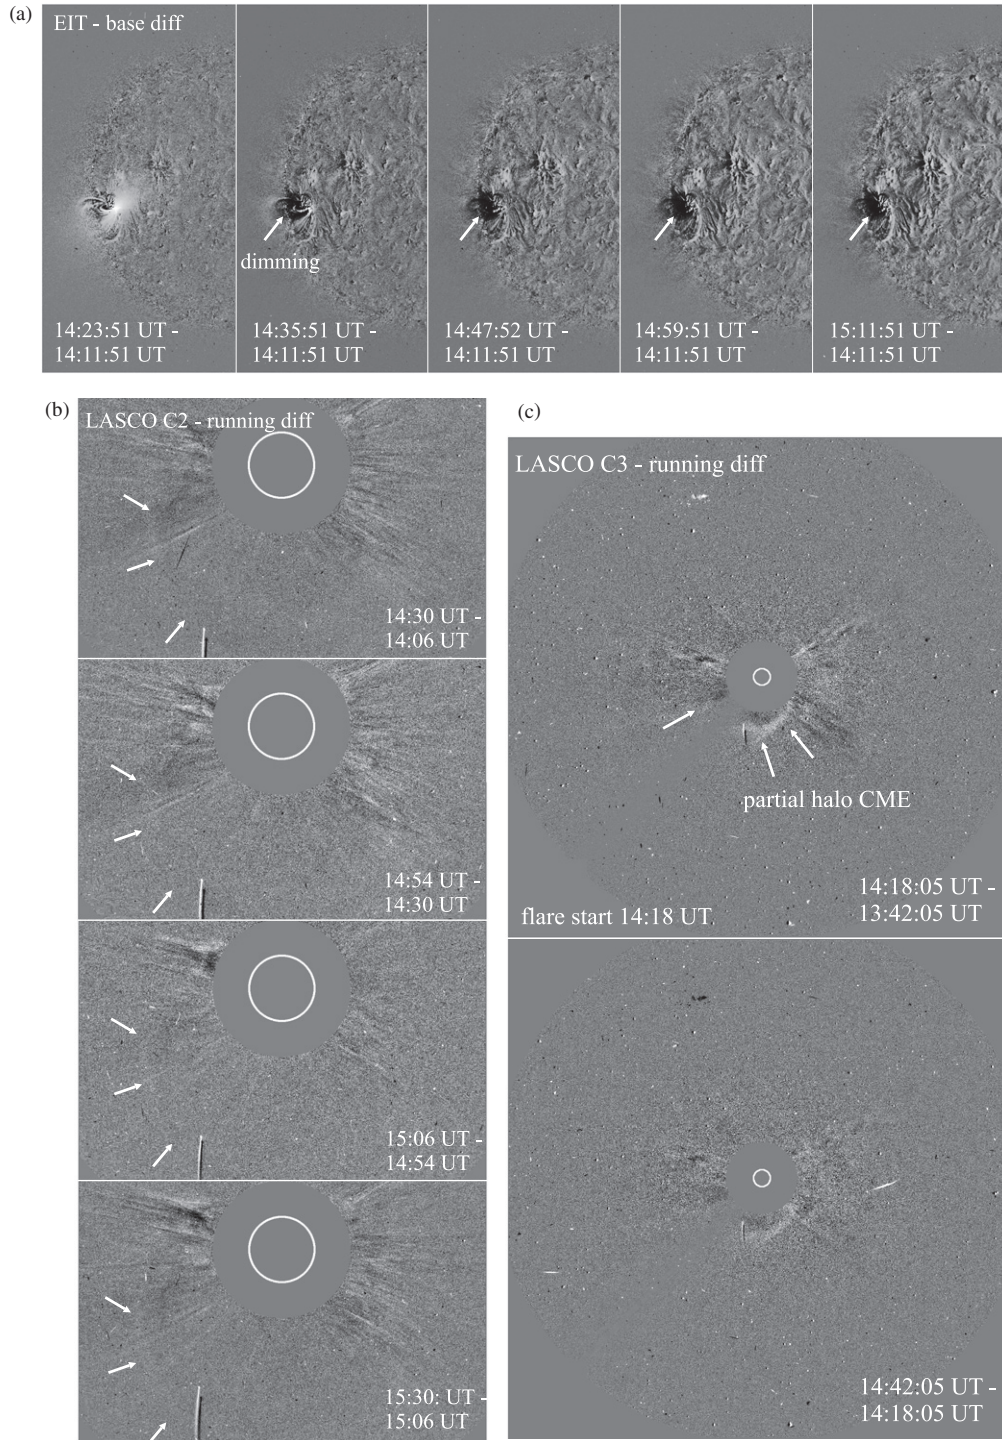 (a)
EIT - base diff
dimming
14:23:51 UT -
14:11:51 UT
14:35:51 UT -
14:11:51 UT
14:47:52 UT -
14:11:51 UT
14:59:51 UT -
14:11:51 UT
15:11:51 UT -
14:11:51 UT
(b)
LASCO C2 - running diff
14:30 UT -
14:06 UT
14:54 UT -
14:30 UT
15:06 UT -
14:54 UT
15:30: UT -
15:06 UT
(c)
LASCO C3 - running diff
partial halo CME
flare start 14:18 UT
14:18:05 UT -
13:42:05 UT
14:42:05 UT -
14:18:05 UT